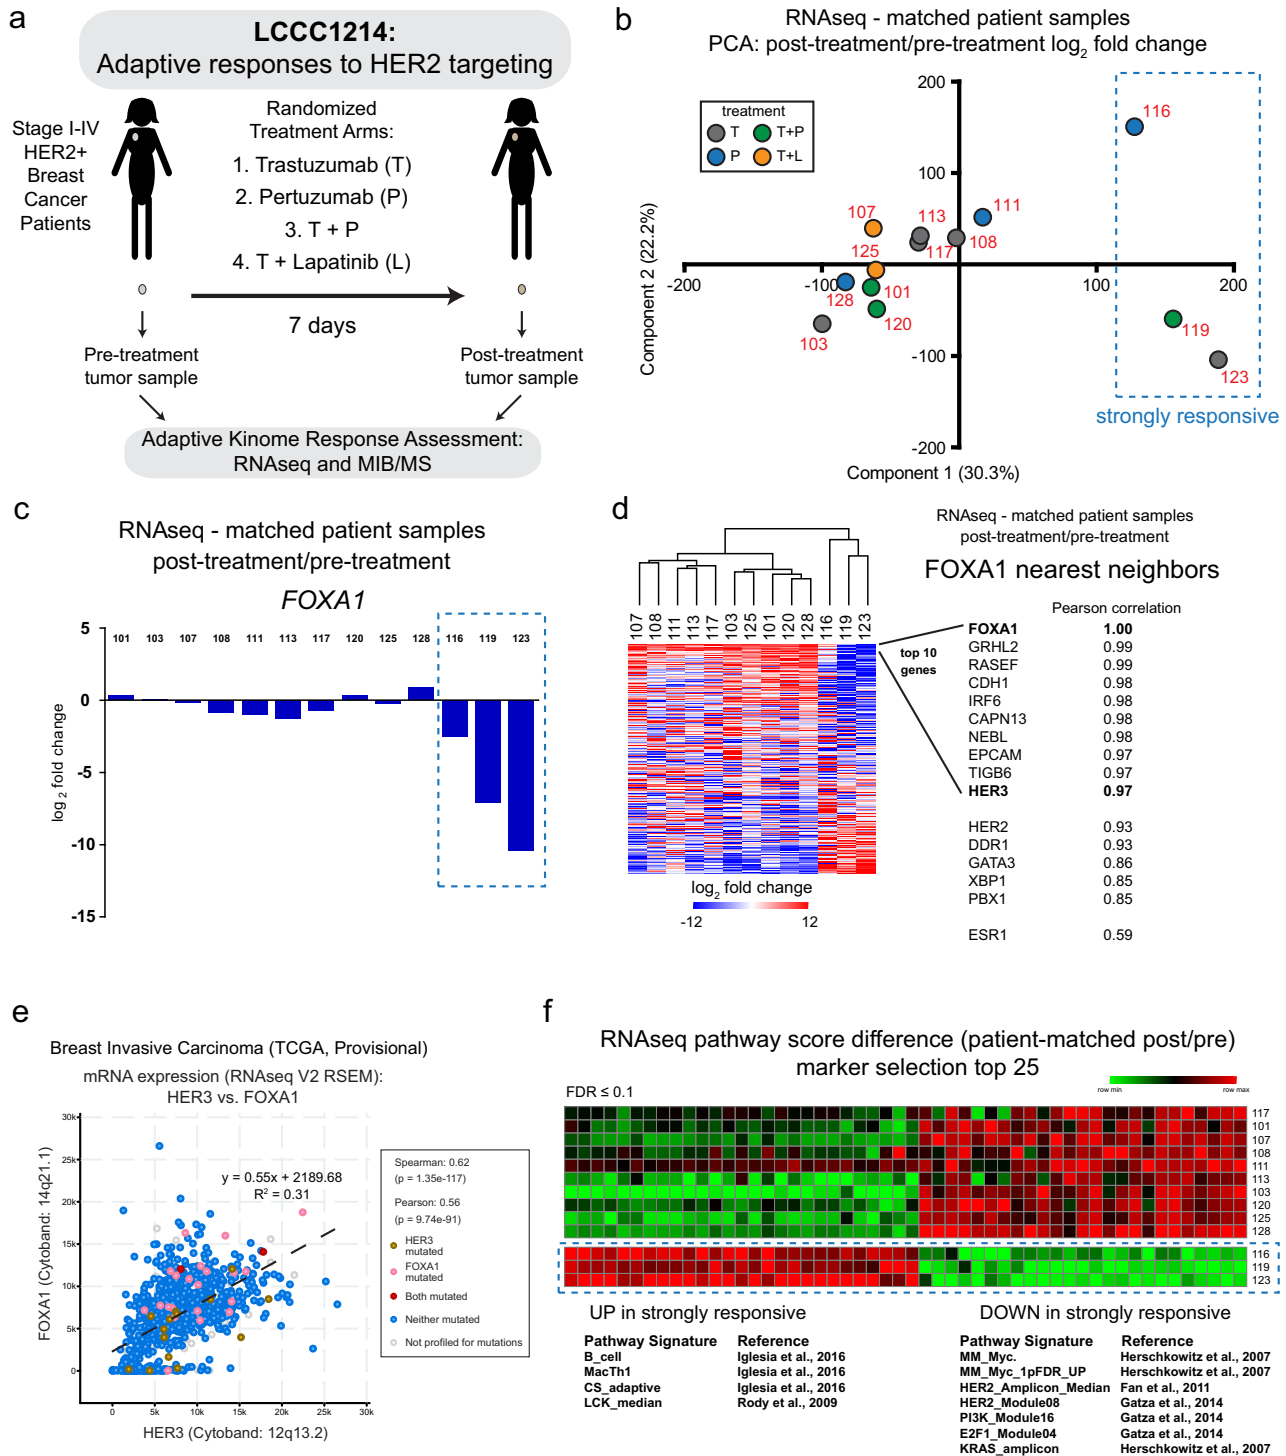 a
LCCC1214:
Adaptive responses to HER2 targeting
Stage I-IV
HER2+
Breast
Cancer
Patients
Randomized
Treatment Arms:
1. Trastuzumab (T)
2. Pertuzumab (P)
3. T + P
4. T + Lapatinib (L)
7 days
Pre-treatment
tumor sample
Post-treatment
tumor sample
Adaptive Kinome Response Assessment:
RNAseq and MIB/MS
b
RNAseq - matched patient samples
PCA: post-treatment/pre-treatment log2 fold change
treatment
T
T+P
P
T+L
200
100
-100
-200
-200
-100
100
200
Component 2 (22.2%)
Component 1 (30.3%)
116
111
113
107
108
117
125
128
101
120
103
119
123
strongly responsive
c
RNAseq - matched patient samples
post-treatment/pre-treatment
FOXA1
5
0
-5
-10
-15
log2 fold change
101 103 107 108 111 113 117 120 125 128 116 119 123
d
RNAseq - matched patient samples
post-treatment/pre-treatment
FOXA1 nearest neighbors
107 108 111 113 117 103 125 101 120 128 116 119 123
top 10
genes
log2 fold change
-12 12
Pearson correlation
FOXA1 1.00
GRHL2 0.99
RASEF 0.99
CDH1 0.98
IRF6 0.98
CAPN13 0.98
NEBL 0.98
EPCAM 0.97
TIGB6 0.97
HER3 0.97
HER2 0.93
DDR1 0.93
GATA3 0.86
XBP1 0.85
PBX1 0.85
ESR1 0.59
e
Breast Invasive Carcinoma (TCGA, Provisional)
mRNA expression (RNAseq V2 RSEM):
HER3 vs. FOXA1
30k
25k
20k
15k
10k
5k
0
0 5k 10k 15k 20k 25k 30k
FOXA1 (Cytoband: 14q21.1)
HER3 (Cytoband: 12q13.2)
y = 0.55x + 2189.68
R2 = 0.31
Spearman: 0.62
(p = 1.35e-117)
Pearson: 0.56
(p = 9.74e-91)
HER3
mutated
FOXA1
mutated
Both mutated
Neither mutated
Not profiled for mutations
f
RNAseq pathway score difference (patient-matched post/pre)
marker selection top 25
FDR ≤ 0.1
row min row max
117
101
107
108
111
113
103
120
125
128
116
119
123
UP in strongly responsive
Pathway Signature Reference
B_cell Iglesia et al., 2016
MacTh1 Iglesia et al., 2016
CS_adaptive Iglesia et al., 2016
LCK_median Rody et al., 2009
DOWN in strongly responsive
Pathway Signature Reference
MM_Myc. Herschkowitz et al., 2007
MM_Myc_1pFDR_UP Herschkowitz et al., 2007
HER2_Amplicon_Median Fan et al., 2011
HER2_Module08 Gatza et al., 2014
PI3K_Module16 Gatza et al., 2014
E2F1_Module04 Gatza et al., 2014
KRAS_amplicon Herschkowitz et al., 2007